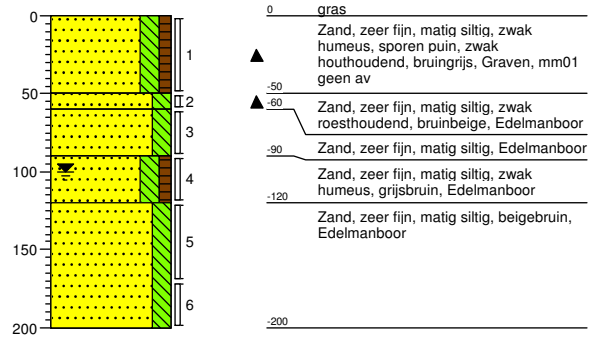 0
50
100
150
200
1
2
3
4
5
6
0
gras
Zand, zeer fijn, matig siltig, zwak
humeus, sporen puin, zwak
houthoudend, bruingrijs, Graven, mm01
geen av
-50
-60
Zand, zeer fijn, matig siltig, zwak
roesthoudend, bruinbeige, Edelmanboor
-90
Zand, zeer fijn, matig siltig, Edelmanboor
Zand, zeer fijn, matig siltig, zwak
humeus, grijsbruin, Edelmanboor
-120
Zand, zeer fijn, matig siltig, beigebruin,
Edelmanboor
-200